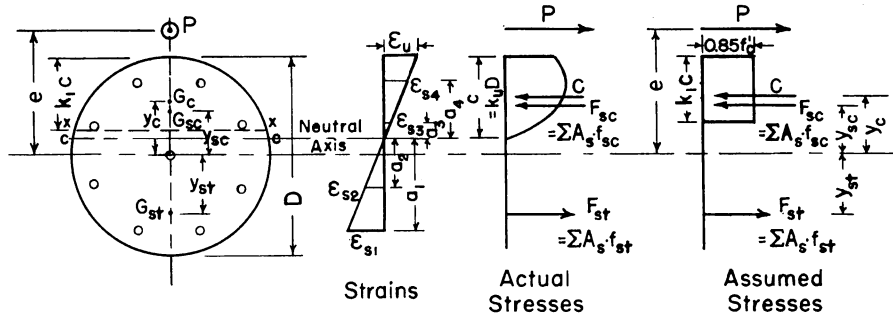 P
e
k₁ c
Gc
x x
yc
Gsc
ysc
c c
yst
Gst
D
Neutral
Axis
εu
εs4
εs3
εs2
εs1
a4
a3
a2
a1
Strains
P
c
= kuD
C
Fsc
=ΣAs·fsc
Fst
=ΣAs·fst
Actual
Stresses
P
0.85f'c
e
k₁ c
C
Fsc
=ΣAs·fsc
ysc
yc
yst
Fst
=ΣAs·fst
Assumed
Stresses